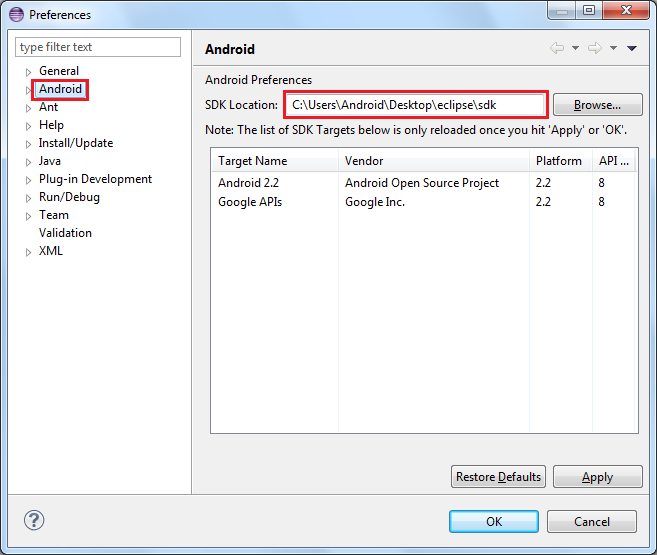 Preferences
type filter text
General
Android
Ant
Help
Install/Update
Java
Plug-in Development
Run/Debug
Team
Validation
XML
Android
Android Preferences
SDK Location: C:\Users\Android\Desktop\eclipse\sdk Browse...
Note: The list of SDK Targets below is only reloaded once you hit 'Apply' or 'OK'.
Target Name Vendor Platform API ...
Android 2.2 Android Open Source Project 2.2 8
Google APIs Google Inc. 2.2 8
Restore Defaults Apply
? OK Cancel